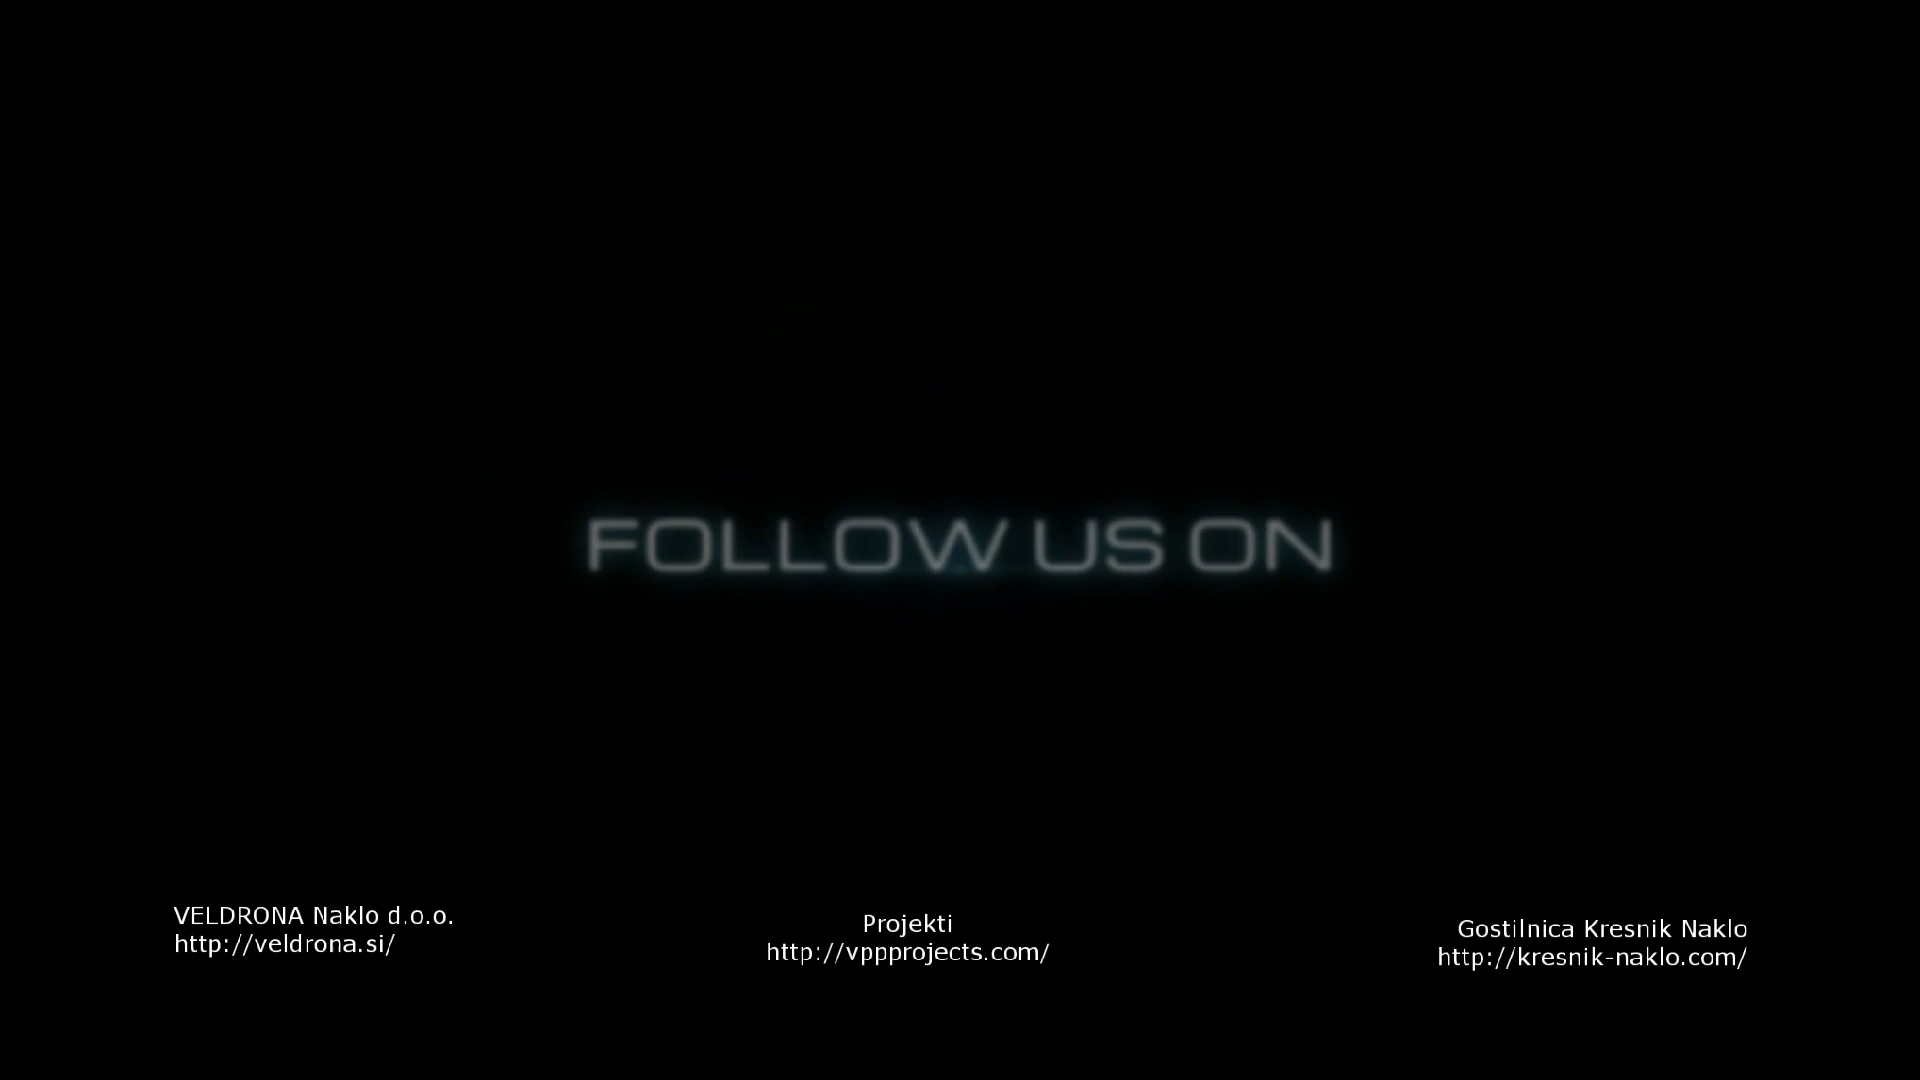 FOLLOW US ON
VELDRONA Naklo d.o.o.
http://veldrona.si/
Projekti
http://vppprojects.com/
Gostilnica Kresnik Naklo
http://kresnik-naklo.com/